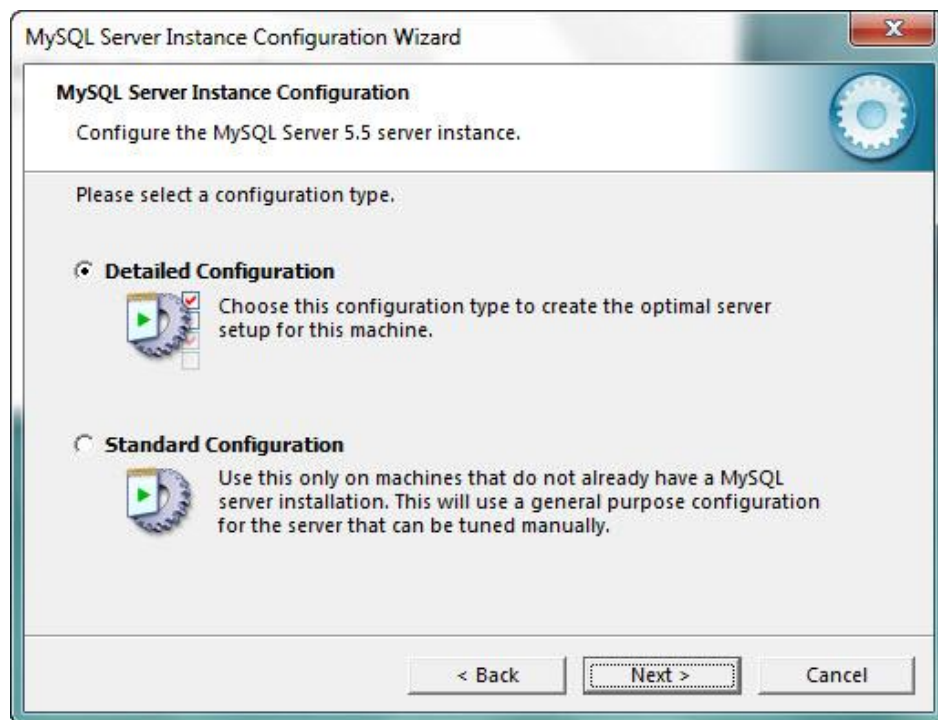 MySQL Server Instance Configuration Wizard
MySQL Server Instance Configuration
Configure the MySQL Server 5.5 server instance.
Please select a configuration type.
Detailed Configuration
Choose this configuration type to create the optimal server
setup for this machine.
Standard Configuration
Use this only on machines that do not already have a MySQL
server installation. This will use a general purpose configuration
for the server that can be tuned manually.
< Back
Next >
Cancel